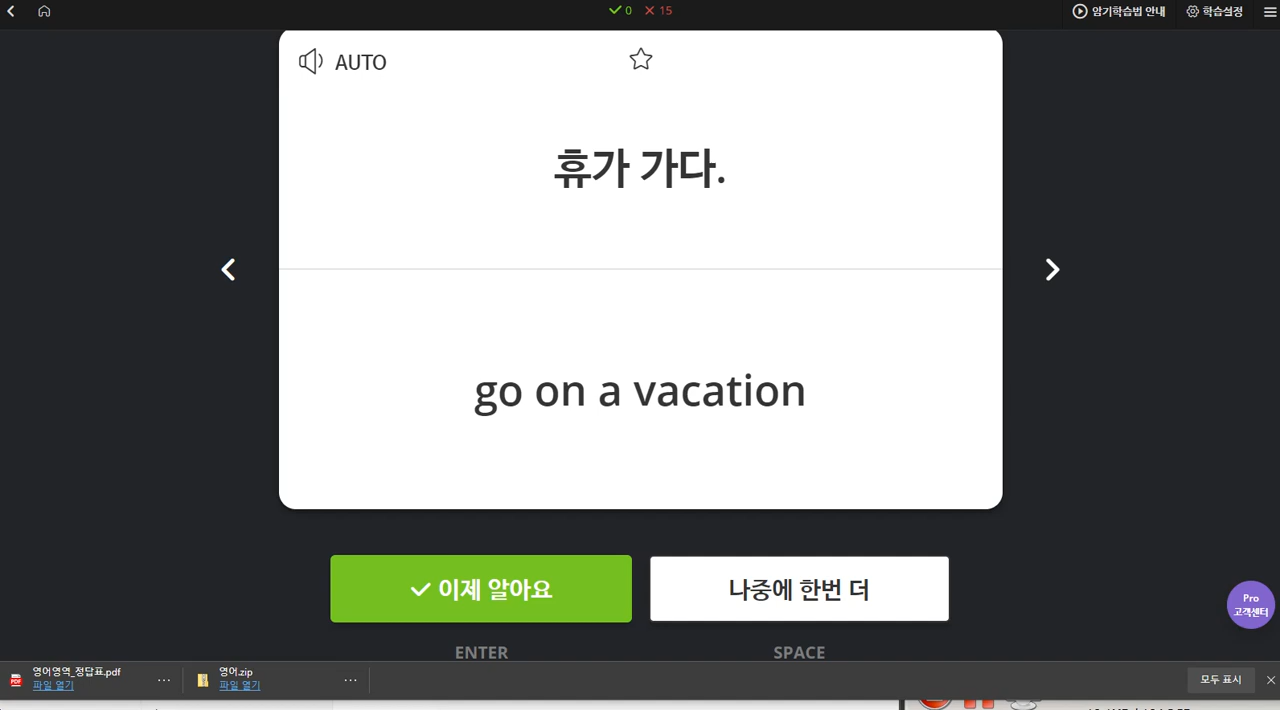 0 15 암기학습법 안내 학습설정
AUTO
휴가 가다.
go on a vacation
이제 알아요 나중에 한번 더
Pro
고객센터
ENTER SPACE
영어영역_정답표.pdf 영어.zip
파일 열기 파일 열기 모두 표시
PDF